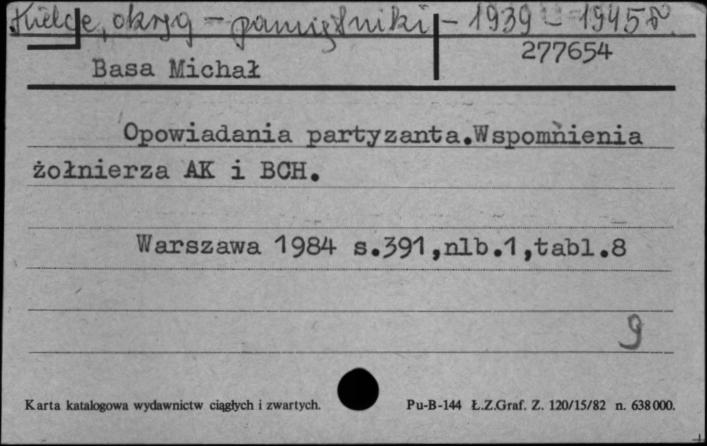 Kielce, okręg - pamiętniki - 1939 - 1945 r.
277654
Basa Michał
Opowiadania partyzanta.Wspomnienia
żołnierza AK i BCH.
Warszawa 1984 s.391,nlb.1,tabl.8
9
Karta katalogowa wydawnictw ciągłych i zwartych.
Pu-B-144 Ł.Z.Graf. Z. 120/15/82 n. 638000.